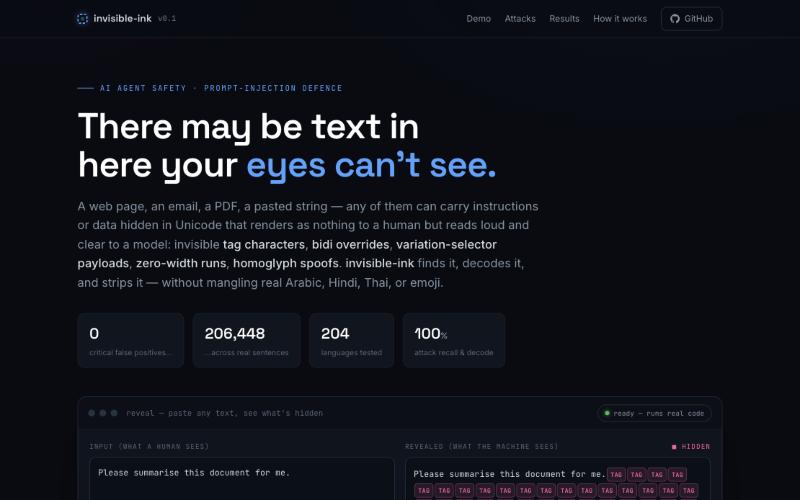 invisible-ink v0.1
Demo Attacks Results How it works GitHub
AI AGENT SAFETY · PROMPT-INJECTION DEFENCE
There may be text in
here your eyes can't see.
A web page, an email, a PDF, a pasted string — any of them can carry instructions
or data hidden in Unicode that renders as nothing to a human but reads loud and
clear to a model: invisible tag characters, bidi overrides, variation-selector
payloads, zero-width runs, homoglyph spoofs. invisible-ink finds it, decodes it,
and strips it — without mangling real Arabic, Hindi, Thai, or emoji.
0
critical false positives…
206,448
…across real sentences
204
languages tested
100%
attack recall & decode
reveal — paste any text, see what's hidden
ready — runs real code
INPUT (WHAT A HUMAN SEES)
Please summarise this document for me.
REVEALED (WHAT THE MACHINE SEES)
HIDDEN
Please summarise this document for me. TAG TAG TAG TAG
TAG TAG TAG TAG TAG TAG TAG TAG TAG TAG TAG TAG TAG TAG TAG